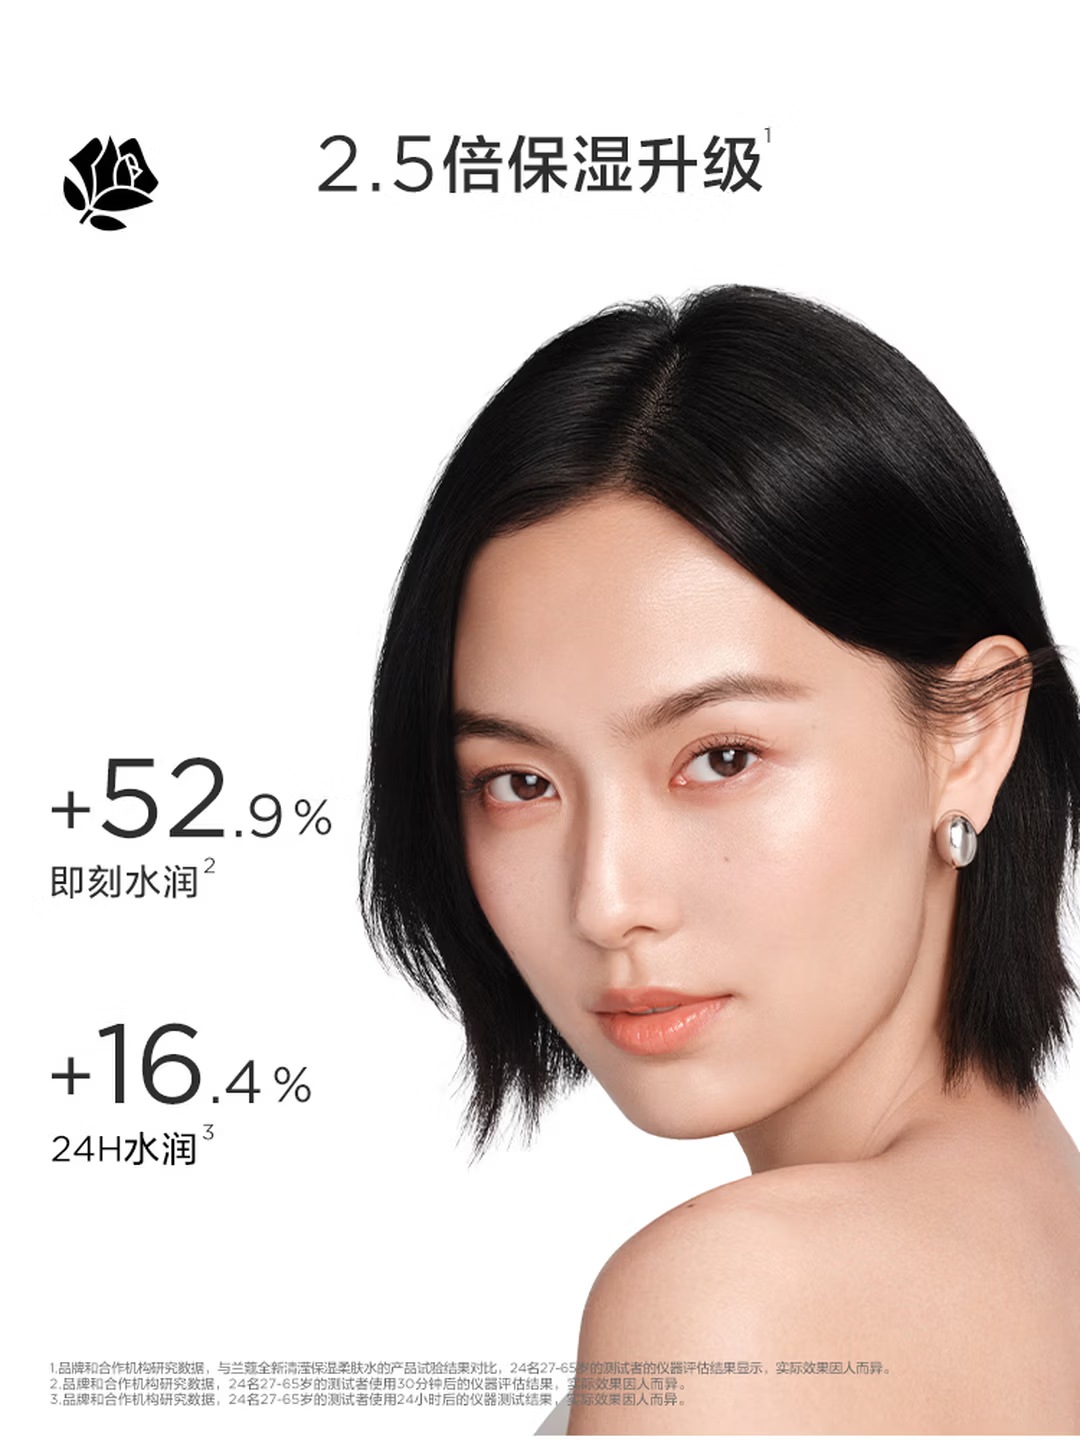 2.5倍保湿升级1
+52.9%
即刻水润2
+16.4%
24H水润3
1.品牌和合作机构研究数据，与兰蔻全新清滢保湿柔肤水的产品试验结果对比，24名27-65岁的测试者的仪器评估结果显示，实际效果因人而异。
2.品牌和合作机构研究数据，24名27-65岁的测试者使用30分钟后的仪器评估结果，实际效果因人而异。
3.品牌和合作机构研究数据，24名27-65岁的测试者使用24小时后的仪器测试结果，实际效果因人而异。